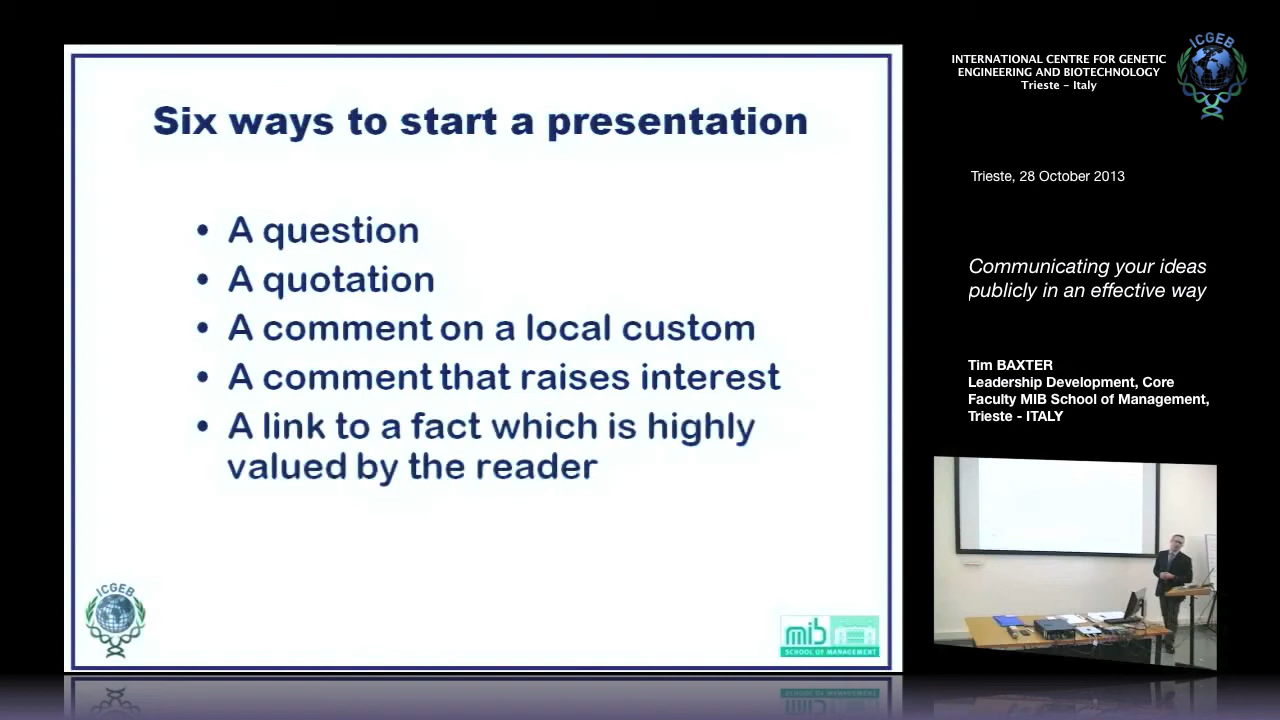 Six ways to start a presentation
• A question
• A quotation
• A comment on a local custom
• A comment that raises interest
• A link to a fact which is highly
valued by the reader
ICGEB
mib
SCHOOL OF MANAGEMENT
INTERNATIONAL CENTRE FOR GENETIC
ENGINEERING AND BIOTECHNOLOGY
Trieste - Italy
ICGEB
Trieste, 28 October 2013
Communicating your ideas
publicly in an effective way
Tim BAXTER
Leadership Development, Core
Faculty MIB School of Management,
Trieste - ITALY